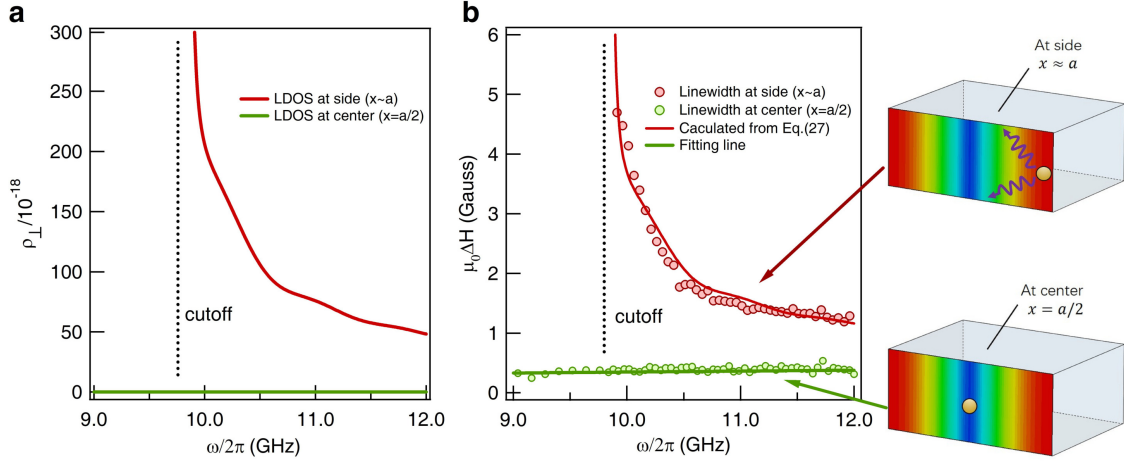 a
300
250
200
150
100
50
0
ρ⊥/10⁻¹⁸
LDOS at side (x~a)
LDOS at center (x=a/2)
cutoff
9.0 10.0 11.0 12.0
ω/2π (GHz)
b
6
5
4
3
2
1
0
μ₀ΔH (Gauss)
Linewidth at side (x~a)
Linewidth at center (x=a/2)
Caculated from Eq.(27)
Fitting line
cutoff
9.0 10.0 11.0 12.0
ω/2π (GHz)
At side
x ≈ a
At center
x = a/2